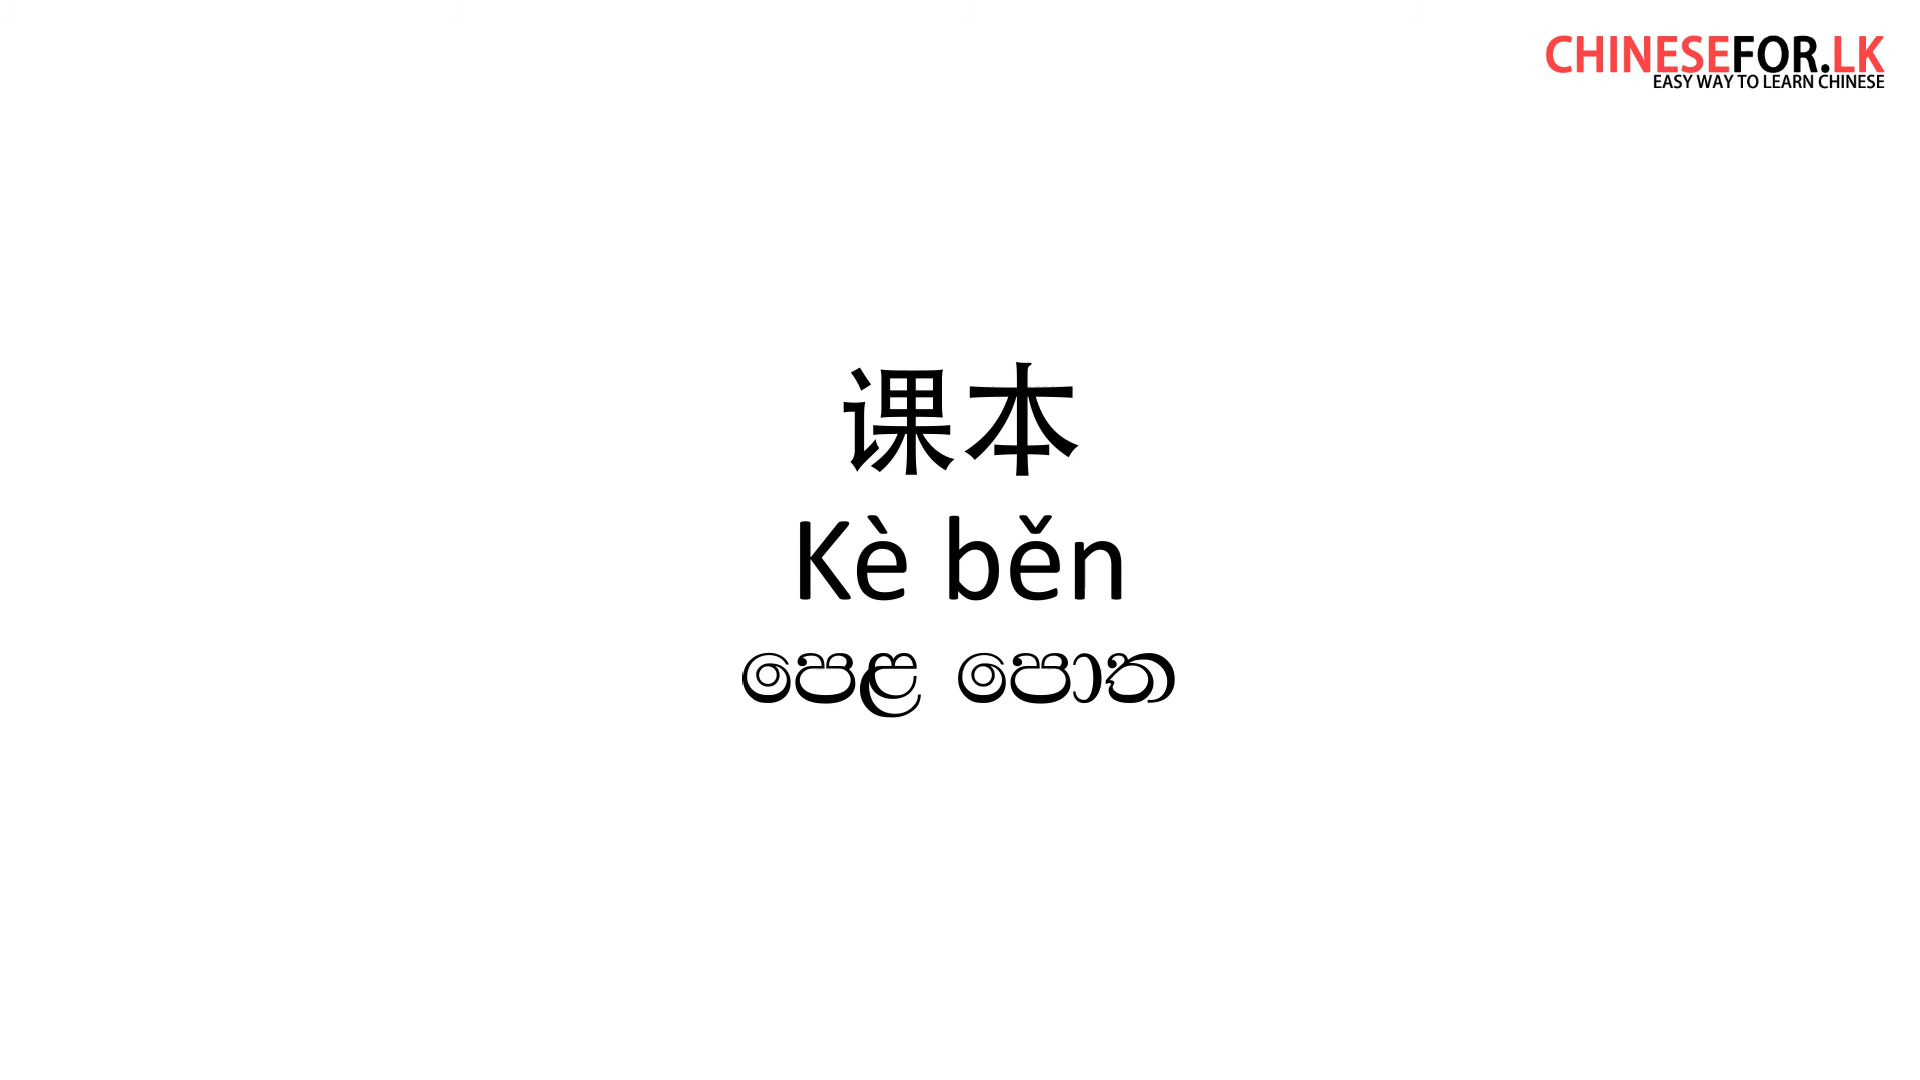 CHINESEFOR.LK
EASY WAY TO LEARN CHINESE
课本
Kè běn
පෙළ පොත